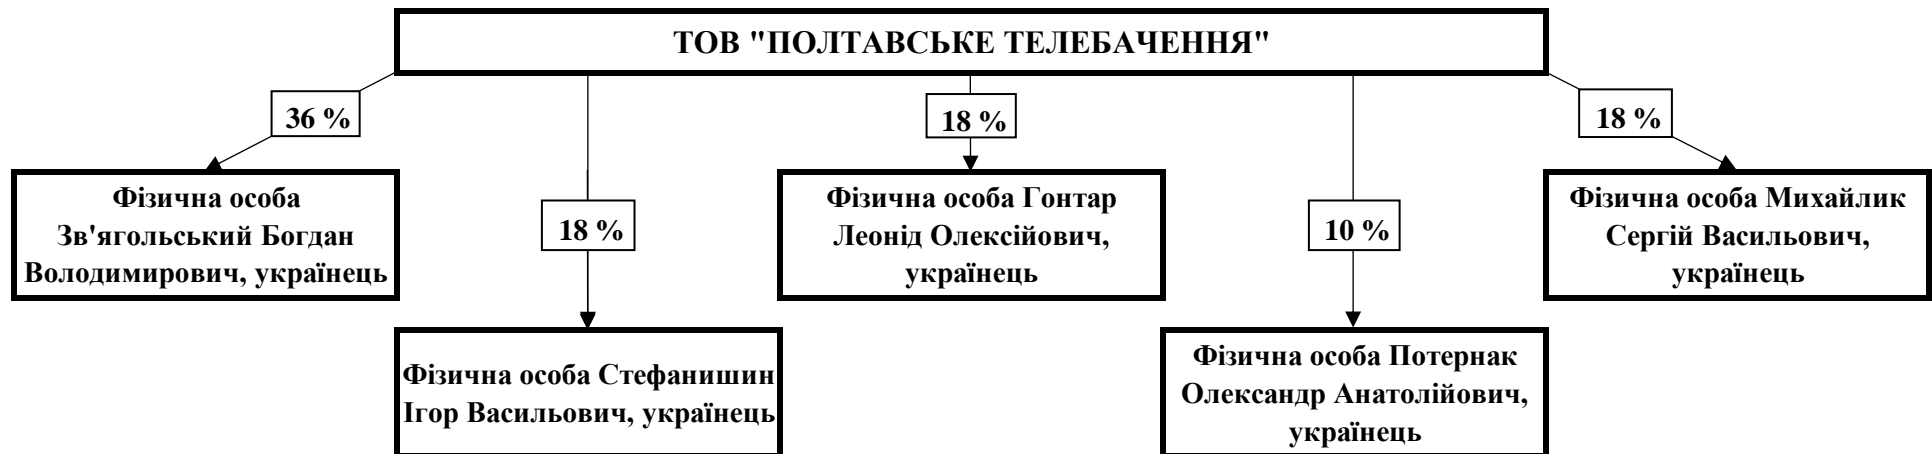 ТОВ "ПОЛТАВСЬКЕ ТЕЛЕБАЧЕННЯ"
36 %
18 %
18 %
10 %
18 %
Фізична особа
Зв'ягольський Богдан
Володимирович, українець
Фізична особа Стефанишин
Ігор Васильович, українець
Фізична особа Гонтар
Леонід Олексійович,
українець
Фізична особа Потернак
Олександр Анатолійович,
українець
Фізична особа Михайлик
Сергій Васильович,
українець